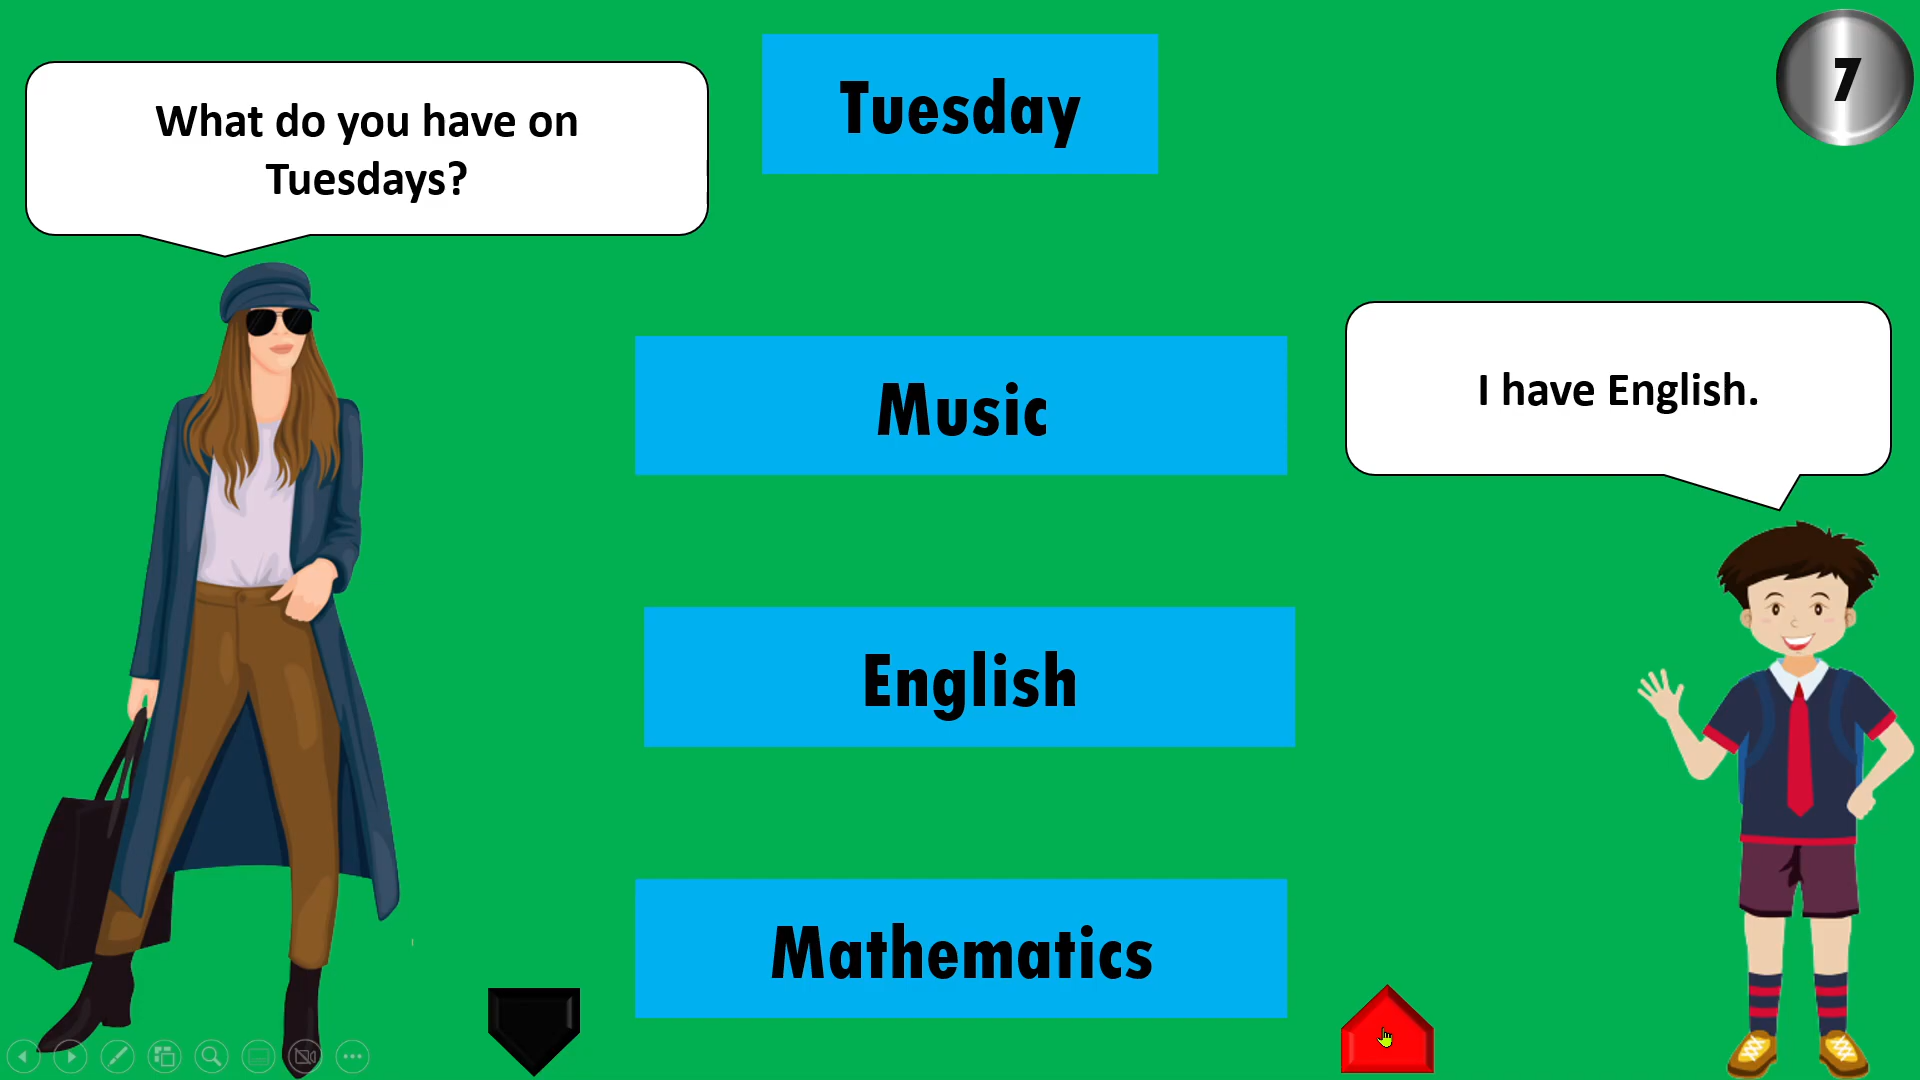 What do you have on
Tuesdays?
Tuesday
7
Music
I have English.
English
Mathematics